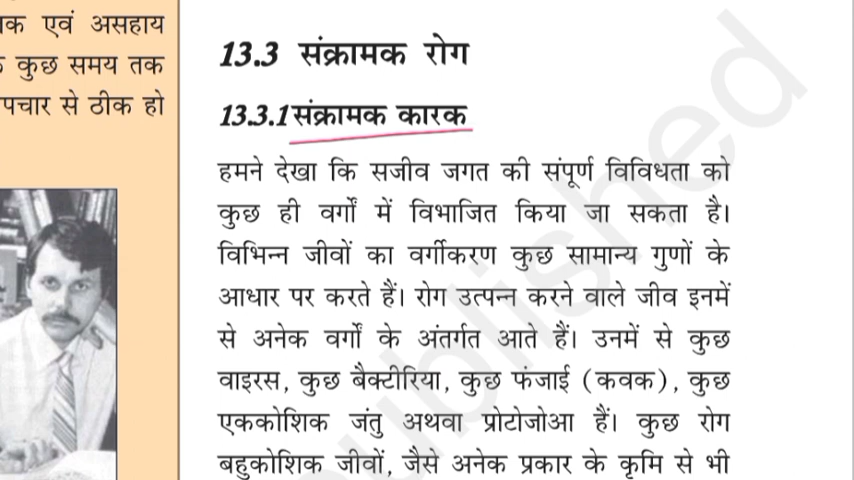 एवं असहाय
कुछ समय तक
से ठीक हो
13.3 संक्रामक रोग
13.3.1 संक्रामक कारक
हमने देखा कि सजीव जगत की संपूर्ण विविधता को
कुछ ही वर्गों में विभाजित किया जा सकता है।
विभिन्न जीवों का वर्गीकरण कुछ सामान्य गुणों के
आधार पर करते हैं। रोग उत्पन्न करने वाले जीव इनमें
से अनेक वर्गों के अंतर्गत आते हैं। उनमें से कुछ
वाइरस, कुछ बैक्टीरिया, कुछ फंजाई (कवक), कुछ
एककोशिक जंतु अथवा प्रोटोजोआ हैं। कुछ रोग
बहुकोशिक जीवों, जैसे अनेक प्रकार के कृमि से भी
published